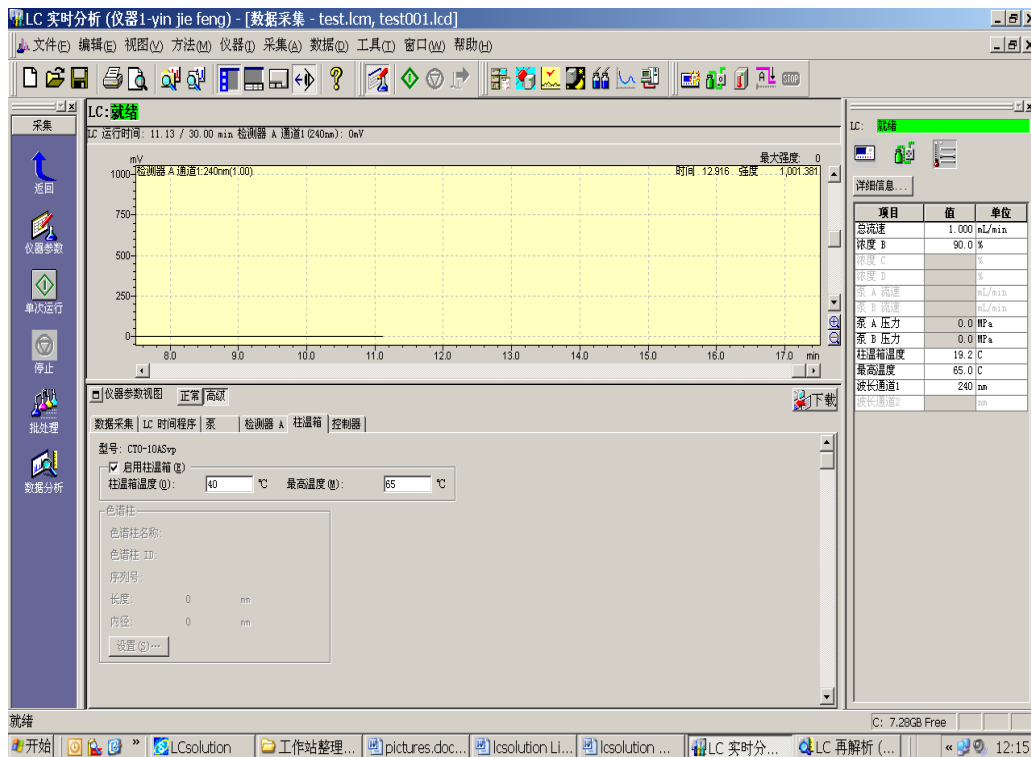 LC 实时分析 (仪器1-yin jie feng) - [数据采集 - test.lcm, test001.lcd]
文件(F) 编辑(E) 视图(V) 方法(M) 仪器(I) 采集(A) 数据(D) 工具(T) 窗口(W) 帮助(H)
采集
返回
仪器参数
单次运行
停止
批处理
数据分析
LC:就绪
LC 运行时间: 11.13 / 30.00 min 检测器 A 通道1(240nm): 0mV
mV
最大强度: 0
检测器 A 通道1:240nm(1.00)
时间 12.916 强度 1,001.381
1000
750
500
250
0
8.0 9.0 10.0 11.0 12.0 13.0 14.0 15.0 16.0 17.0 min
仪器参数视图 正常 高级 下载
数据采集 LC 时间程序 泵 检测器 A 柱温箱 控制器
型号: CTO-10ASvp
启用柱温箱(E)
柱温箱温度(O): 40 ℃ 最高温度(M): 65 ℃
色谱柱
色谱柱名称:
色谱柱 ID:
序列号:
长度: 0 mm
内径: 0 mm
设置(S)…
LC: 就绪
详细信息...
项目 值 单位
总流速 1.000 mL/min
浓度 B 90.0 %
浓度 C %
浓度 D %
泵 A 流速 mL/min
泵 B 流速 mL/min
泵 A 压力 0.0 MPa
泵 B 压力 0.0 MPa
柱温箱温度 19.2 C
最高温度 65.0 C
波长通道1 240 nm
波长通道2 nm
就绪
C: 7.28GB Free
开始 LCsolution 工作站整理... pictures.doc... lcsolution Li... lcsolution ... LC 实时分... LC 再解析 (... 12:15